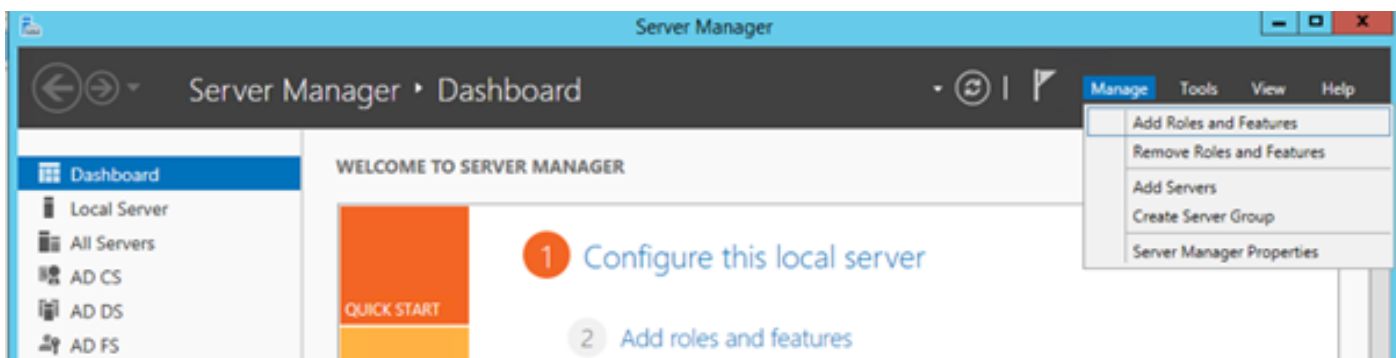 Server Manager
Server Manager ‣ Dashboard
Manage Tools View Help
Add Roles and Features
Remove Roles and Features
Add Servers
Create Server Group
Server Manager Properties
Dashboard
Local Server
All Servers
AD CS
AD DS
AD FS
WELCOME TO SERVER MANAGER
QUICK START
1 Configure this local server
2 Add roles and features